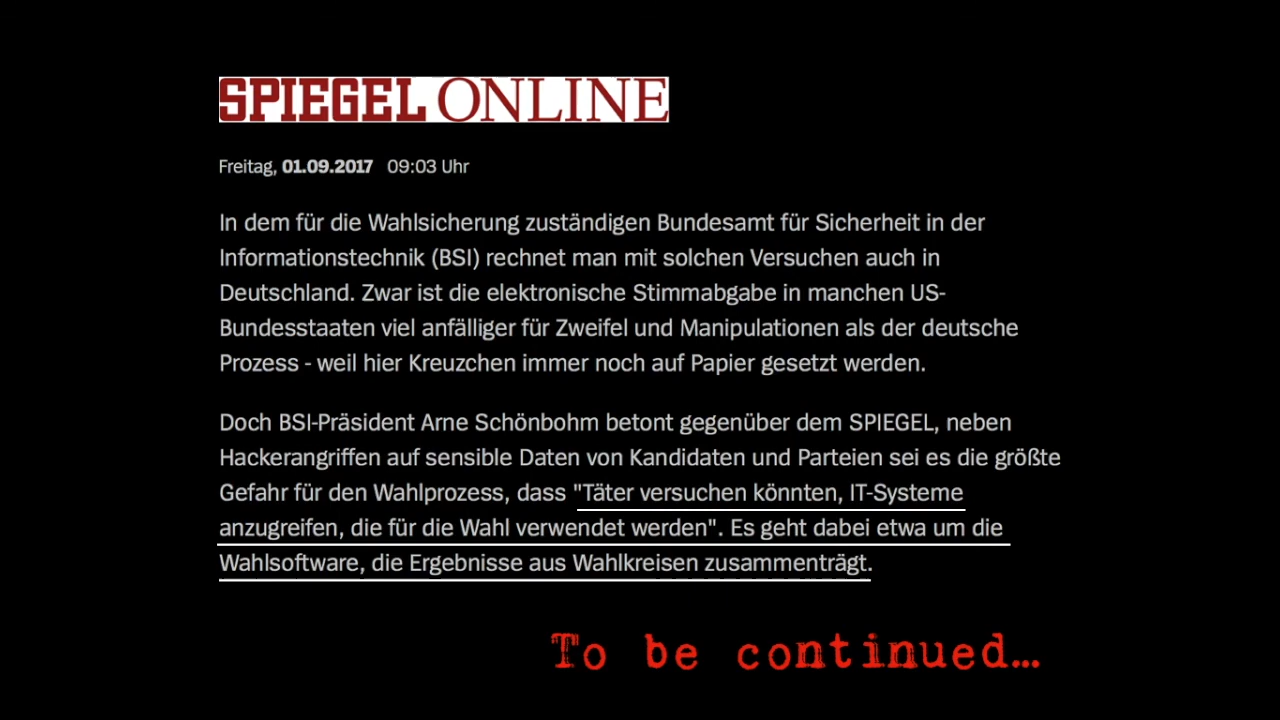 SPIEGEL ONLINE
Freitag, 01.09.2017 09:03 Uhr
In dem für die Wahlsicherung zuständigen Bundesamt für Sicherheit in der
Informationstechnik (BSI) rechnet man mit solchen Versuchen auch in
Deutschland. Zwar ist die elektronische Stimmabgabe in manchen US-
Bundesstaaten viel anfälliger für Zweifel und Manipulationen als der deutsche
Prozess - weil hier Kreuzchen immer noch auf Papier gesetzt werden.
Doch BSI-Präsident Arne Schönbohm betont gegenüber dem SPIEGEL, neben
Hackerangriffen auf sensible Daten von Kandidaten und Parteien sei es die größte
Gefahr für den Wahlprozess, dass "Täter versuchen könnten, IT-Systeme
anzugreifen, die für die Wahl verwendet werden". Es geht dabei etwa um die
Wahlsoftware, die Ergebnisse aus Wahlkreisen zusammenträgt.
To be continued...